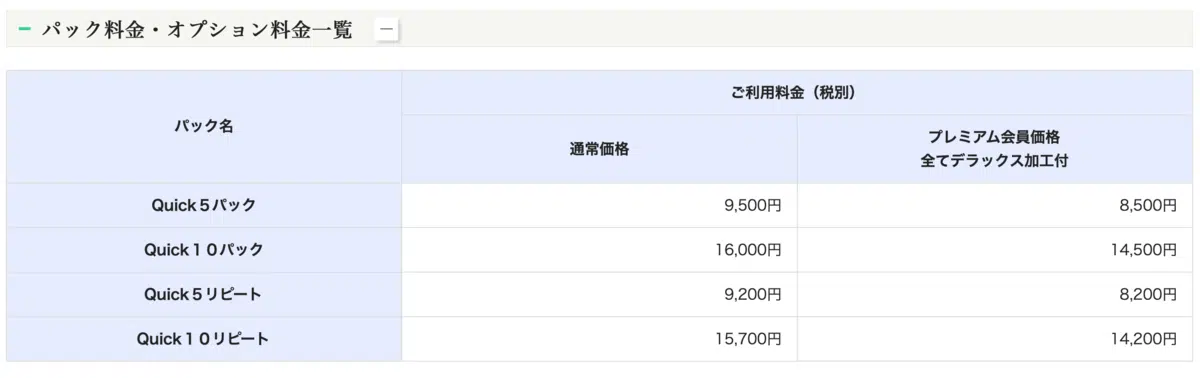 パック料金・オプション料金一覧
パック名
ご利用料金（税別）
通常価格
プレミアム会員価格
全てデラックス加工付
Quick５パック 9,500円 8,500円
Quick１０パック 16,000円 14,500円
Quick５リピート 9,200円 8,200円
Quick１０リピート 15,700円 14,200円